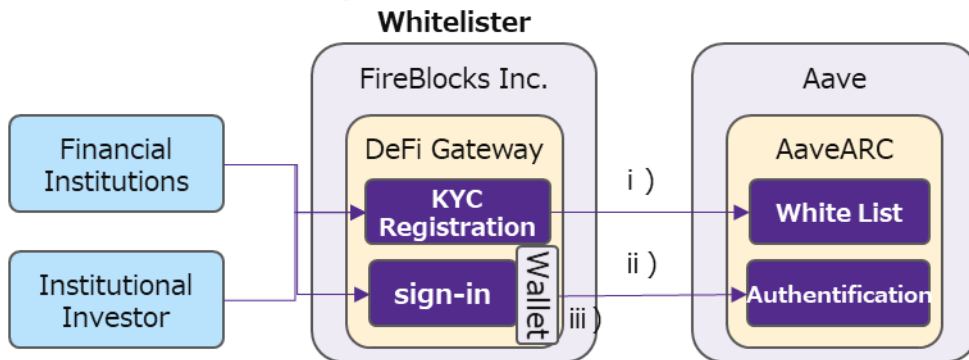 Whitelister
FireBlocks Inc.
Aave
Financial
Institutions
DeFi Gateway
AaveARC
KYC
Registration
i )
White List
Institutional
Investor
sign-in
Wallet
ii )
iii )
Authentification